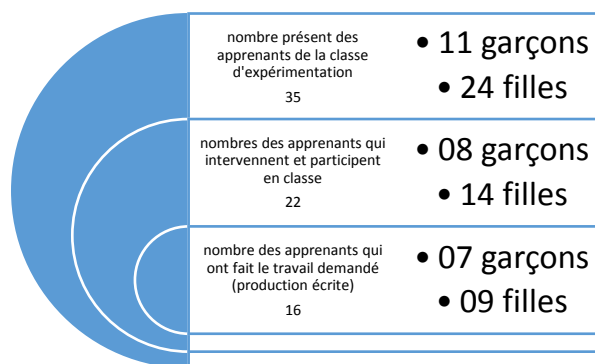 nombre présent des
apprenants de la classe
d'expérimentation
35
• 11 garçons
• 24 filles
nombres des apprenants qui
intervennent et participent
en classe
22
• 08 garçons
• 14 filles
nombre des apprenants qui
ont fait le travail demandé
(production écrite)
16
• 07 garçons
• 09 filles